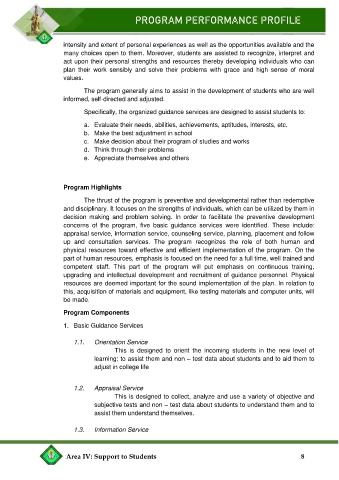 PROGRAM PERFORMANCE PROFILE
intensity and extent of personal experiences as well as the opportunities available and the
many choices open to them. Moreover, students are assisted to recognize, interpret and
act upon their personal strengths and resources thereby developing individuals who can
plan their work sensibly and solve their problems with grace and high sense of moral
values.
The program generally aims to assist in the development of students who are well
informed, self-directed and adjusted.
Specifically, the organized guidance services are designed to assist students to:
a. Evaluate their needs, abilities, achievements, aptitudes, interests, etc.
b. Make the best adjustment in school
c. Make decision about their program of studies and works
d. Think through their problems
e. Appreciate themselves and others
Program Highlights
The thrust of the program is preventive and developmental rather than redemptive
and disciplinary. It focuses on the strengths of individuals, which can be utilized by them in
decision making and problem solving. In order to facilitate the preventive development
concerns of the program, five basic guidance services were identified. These include:
appraisal service, information service, counseling service, planning, placement and follow
up and consultation services. The program recognizes the role of both human and
physical resources toward effective and efficient implementation of the program. On the
part of human resources, emphasis is focused on the need for a full time, well trained and
competent staff. This part of the program will put emphasis on continuous training,
upgrading and intellectual development and recruitment of guidance personnel. Physical
resources are deemed important for the sound implementation of the plan. In relation to
this, acquisition of materials and equipment, like testing materials and computer units, will
be made.
Program Components
1. Basic Guidance Services
1.1. Orientation Service
This is designed to orient the incoming students in the new level of
learning; to assist them and non – test data about students and to aid them to
adjust in college life
1.2. Appraisal Service
This is designed to collect, analyze and use a variety of objective and
subjective tests and non – test data about students to understand them and to
assist them understand themselves.
1.3. Information Service
Area IV: Support to Students 8